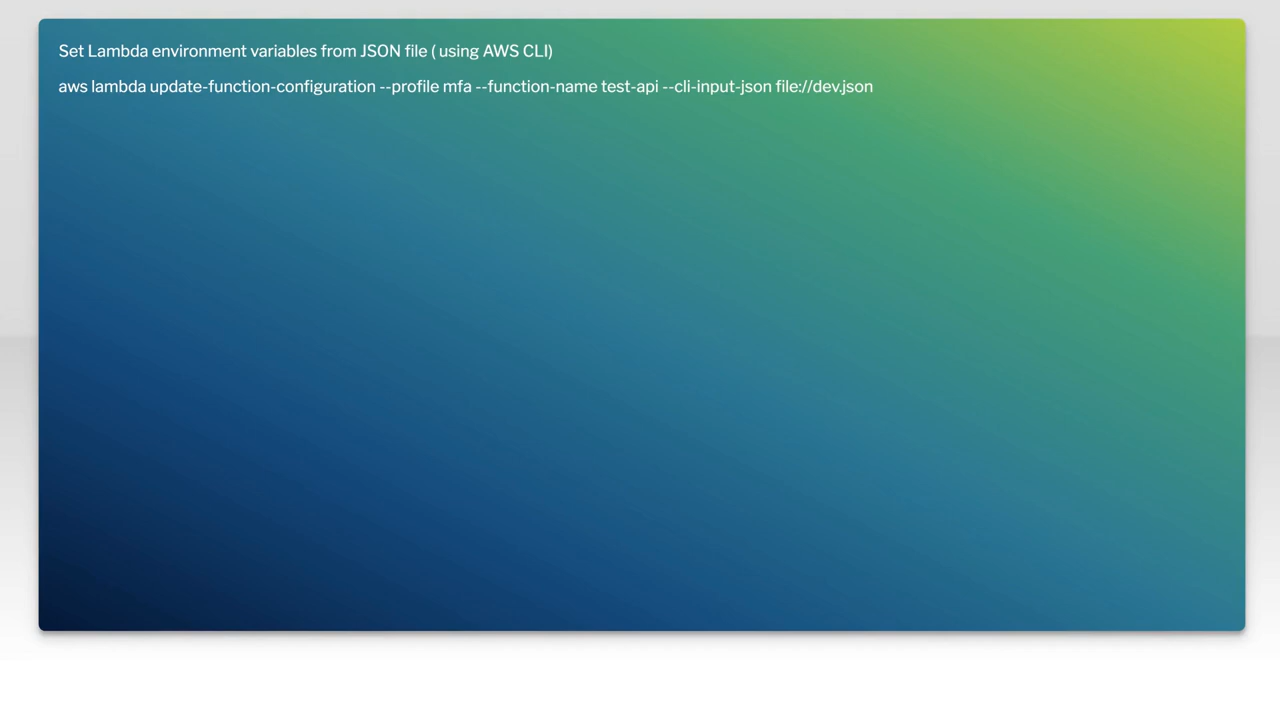 Set Lambda environment variables from JSON file ( using AWS CLI)
aws lambda update-function-configuration --profile mfa --function-name test-api --cli-input-json file://dev.json